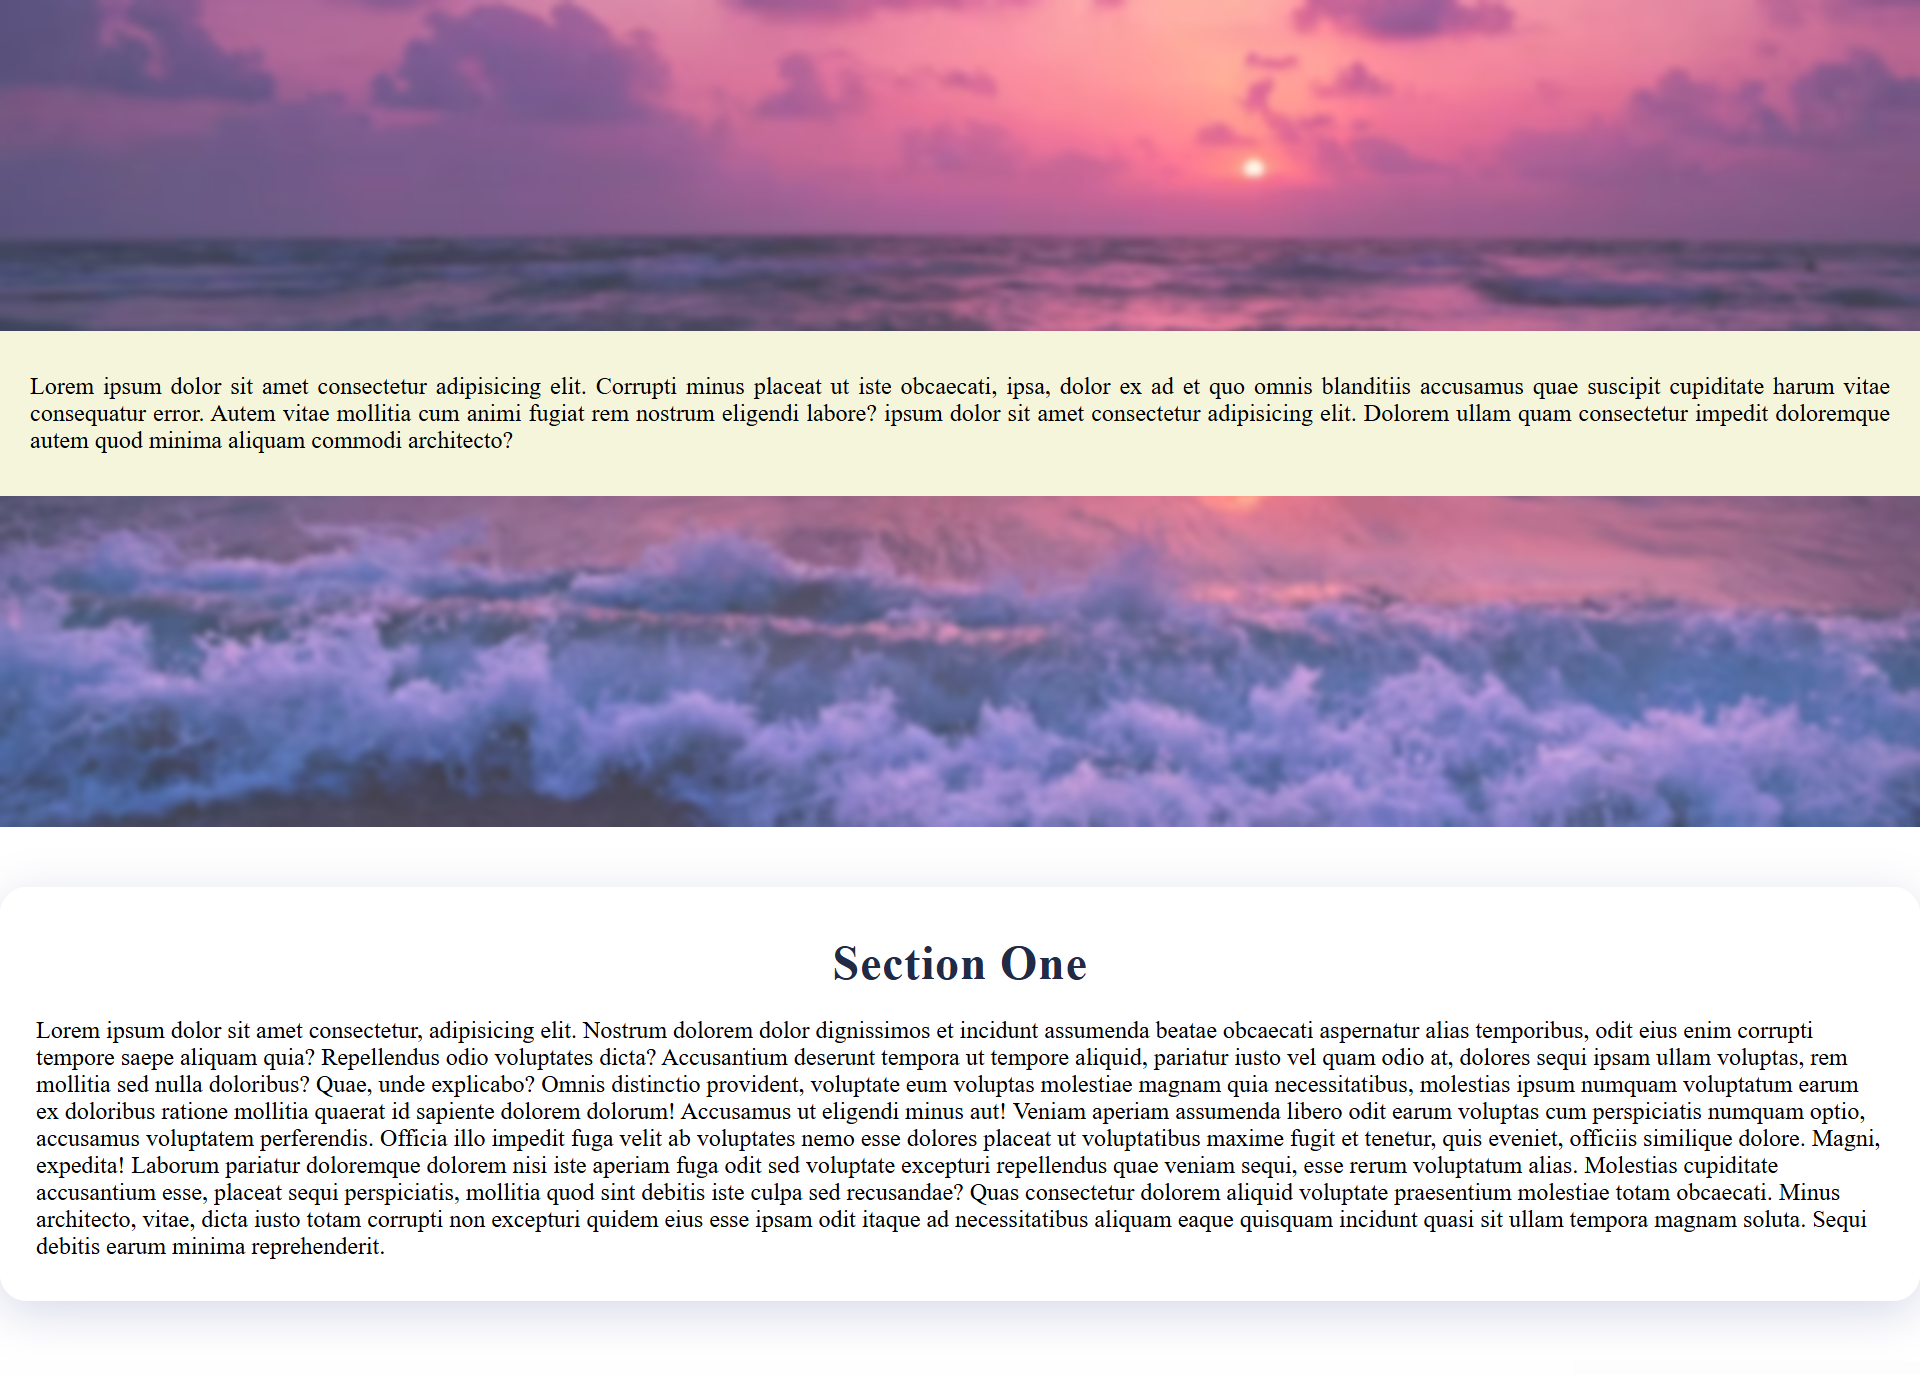 Lorem ipsum dolor sit amet consectetur adipisicing elit. Corrupti minus placeat ut iste obcaecati, ipsa, dolor ex ad et quo omnis blanditiis accusamus quae suscipit cupiditate harum vitae
consequatur error. Autem vitae mollitia cum animi fugiat rem nostrum eligendi labore? ipsum dolor sit amet consectetur adipisicing elit. Dolorem ullam quam consectetur impedit doloremque
autem quod minima aliquam commodi architecto?
Section One
Lorem ipsum dolor sit amet consectetur, adipisicing elit. Nostrum dolorem dolor dignissimos et incidunt assumenda beatae obcaecati aspernatur alias temporibus, odit eius enim corrupti
tempore saepe aliquam quia? Repellendus odio voluptates dicta? Accusantium deserunt tempora ut tempore aliquid, pariatur iusto vel quam odio at, dolores sequi ipsam ullam voluptas, rem
mollitia sed nulla doloribus? Quae, unde explicabo? Omnis distinctio provident, voluptate eum voluptas molestiae magnam quia necessitatibus, molestias ipsum numquam voluptatum earum
ex doloribus ratione mollitia quaerat id sapiente dolorem dolorum! Accusamus ut eligendi minus aut! Veniam aperiam assumenda libero odit earum voluptas cum perspiciatis numquam optio,
accusamus voluptatem perferendis. Officia illo impedit fuga velit ab voluptates nemo esse dolores placeat ut voluptatibus maxime fugit et tenetur, quis eveniet, officiis similique dolore. Magni,
expedita! Laborum pariatur doloremque dolorem nisi iste aperiam fuga odit sed voluptate excepturi repellendus quae veniam sequi, esse rerum voluptatum alias. Molestias cupiditate
accusantium esse, placeat sequi perspiciatis, mollitia quod sint debitis iste culpa sed recusandae? Quas consectetur dolorem aliquid voluptate praesentium molestiae totam obcaecati. Minus
architecto, vitae, dicta iusto totam corrupti non excepturi quidem eius esse ipsam odit itaque ad necessitatibus aliquam eaque quisquam incidunt quasi sit ullam tempora magnam soluta. Sequi
debitis earum minima reprehenderit.